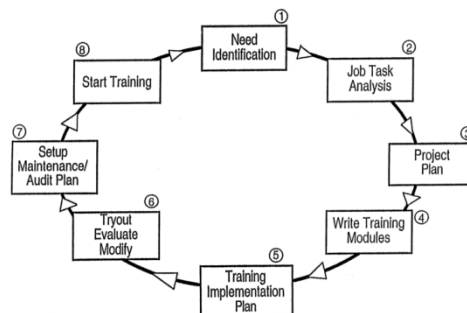 ①
Need
Identification
②
Job Task
Analysis
③
Project
Plan
④
Write Training
Modules
⑤
Training
Implementation
Plan
⑥
Tryout
Evaluate
Modify
⑦
Setup
Maintenance/
Audit Plan
⑧
Start Training